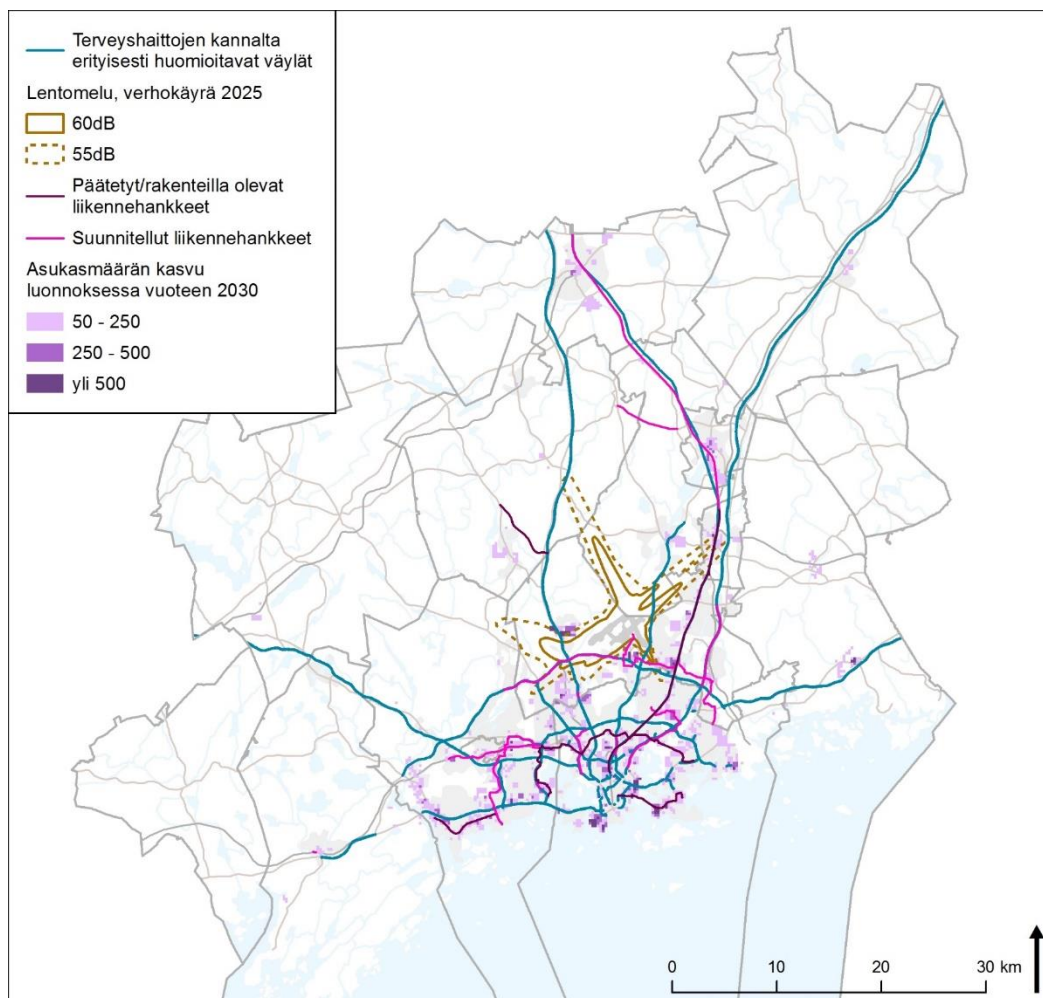 Terveyshaittojen kannalta
erityisesti huomioitavat väylät
Lentomelu, verhokäyrä 2025
60dB
55dB
Päätetyt/rakenteilla olevat
liikennehankkeet
Suunnitellut liikennehankkeet
Asukasmäärän kasvu
luonnoksessa vuoteen 2030
50 - 250
250 - 500
yli 500
0 10 20 30 km